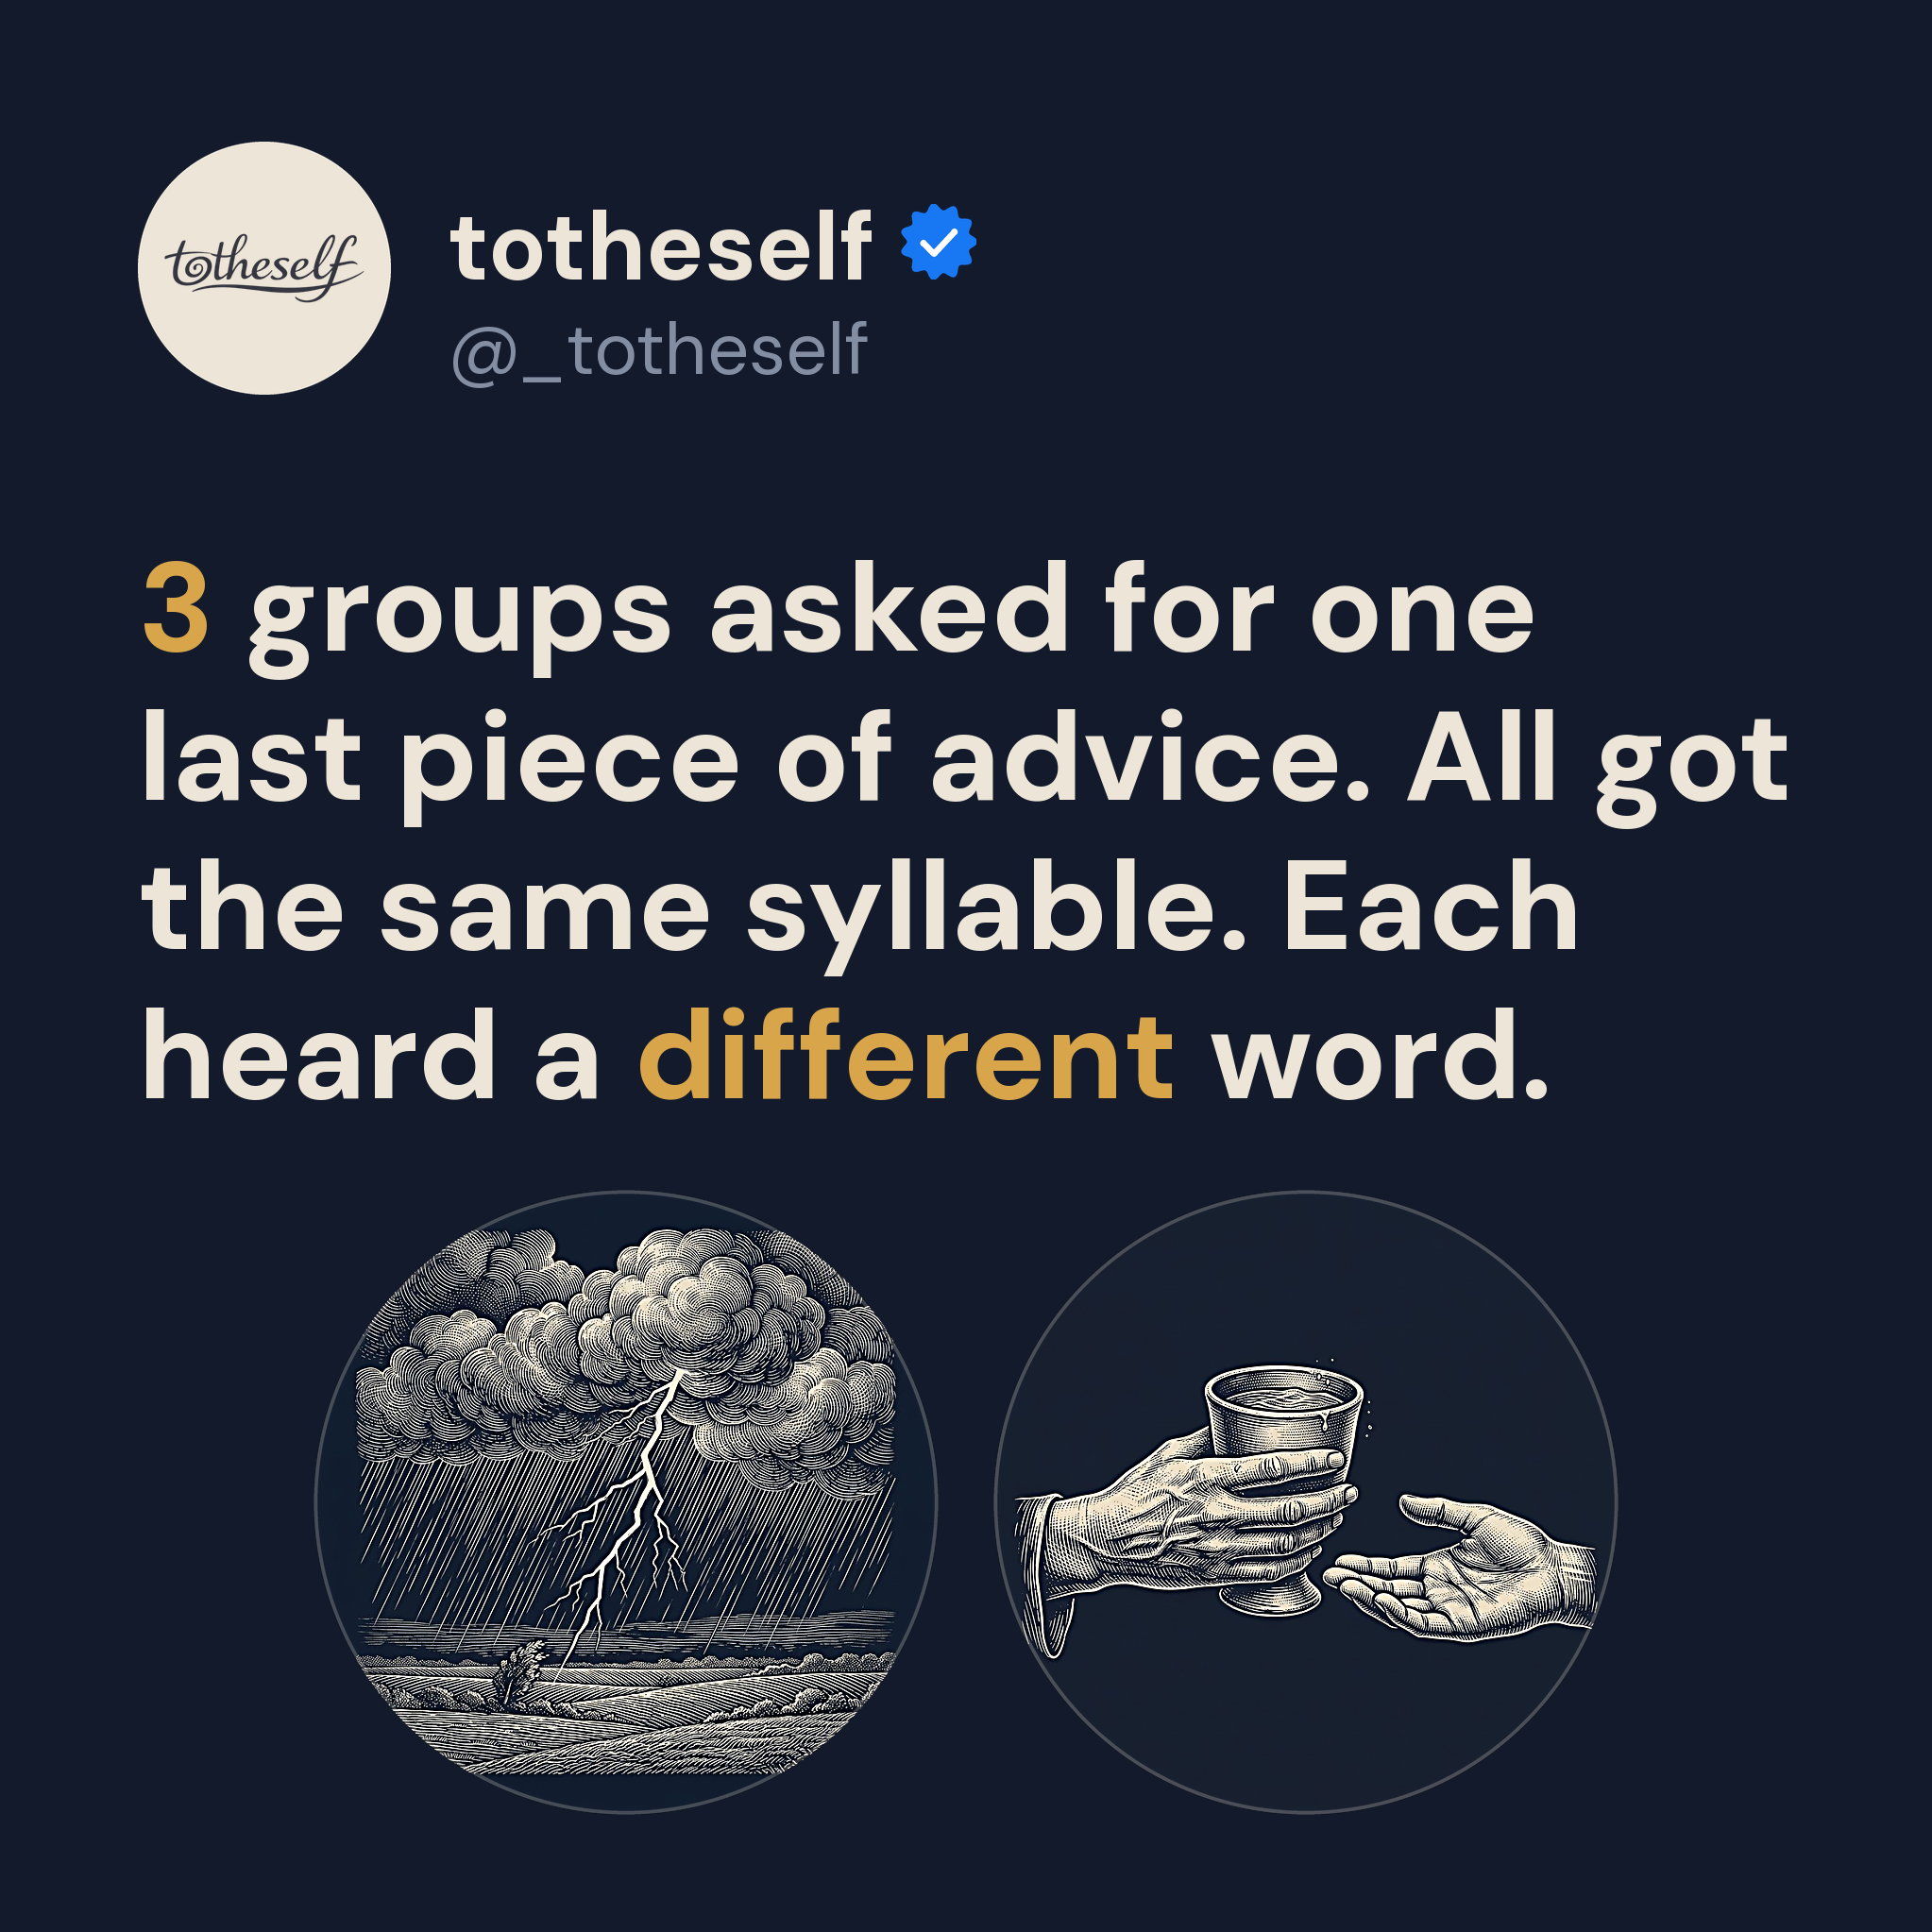 totheself
totheself
@_totheself
3 groups asked for one
last piece of advice. All got
the same syllable. Each
heard a different word.